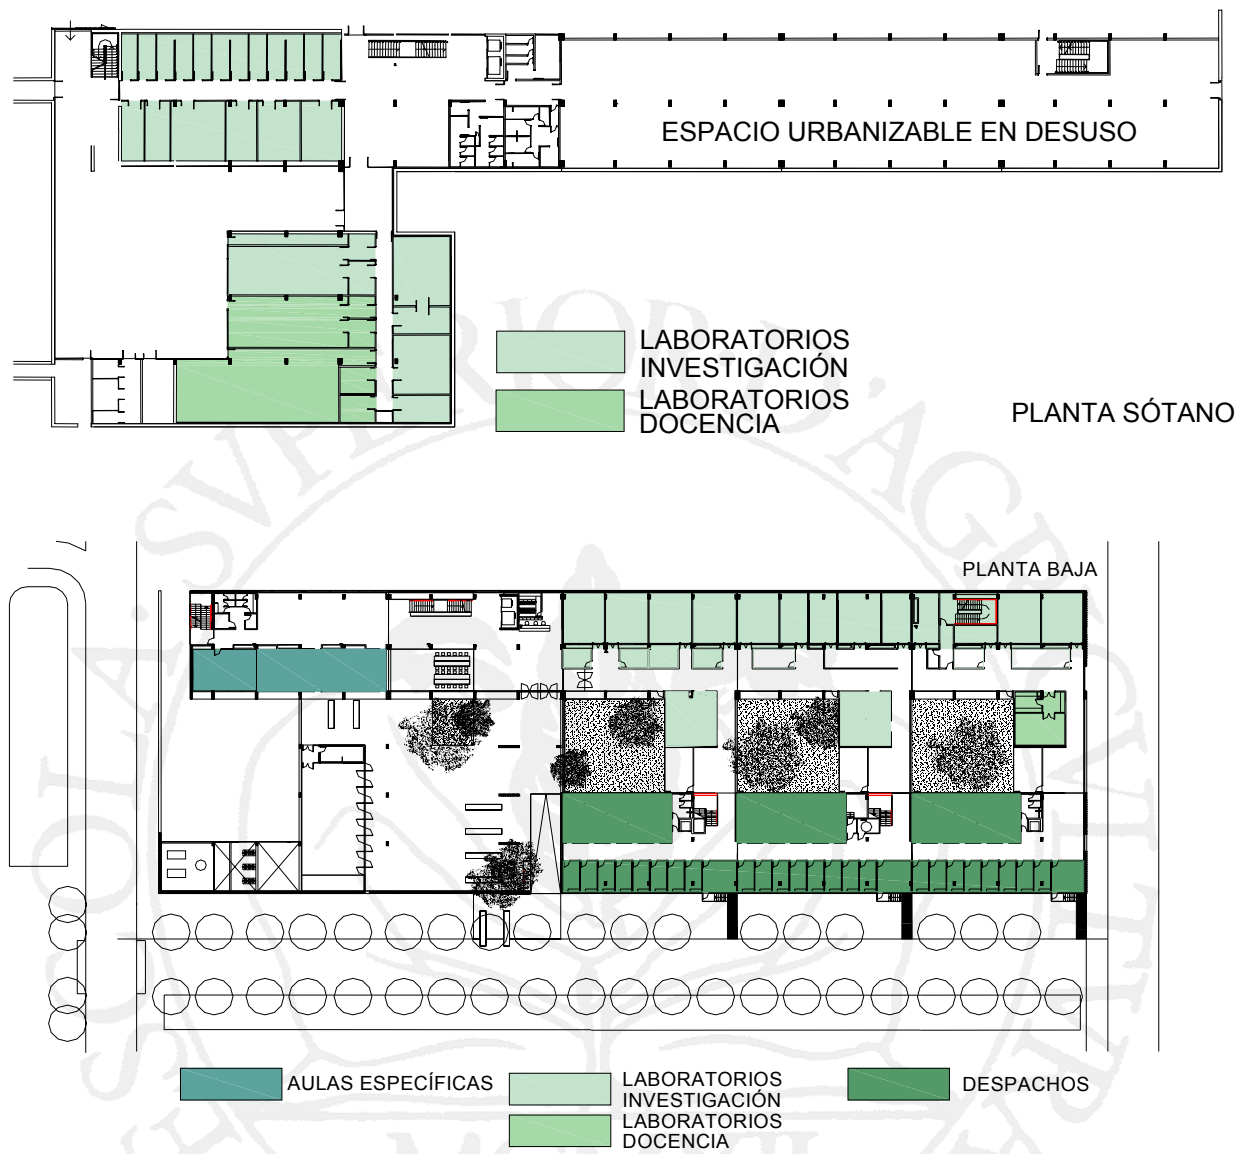 ESPACIO URBANIZABLE EN DESUSO
LABORATORIOS
INVESTIGACIÓN
LABORATORIOS
DOCENCIA
PLANTA SÓTANO
PLANTA BAJA
AULAS ESPECÍFICAS
LABORATORIOS
INVESTIGACIÓN
LABORATORIOS
DOCENCIA
DESPACHOS